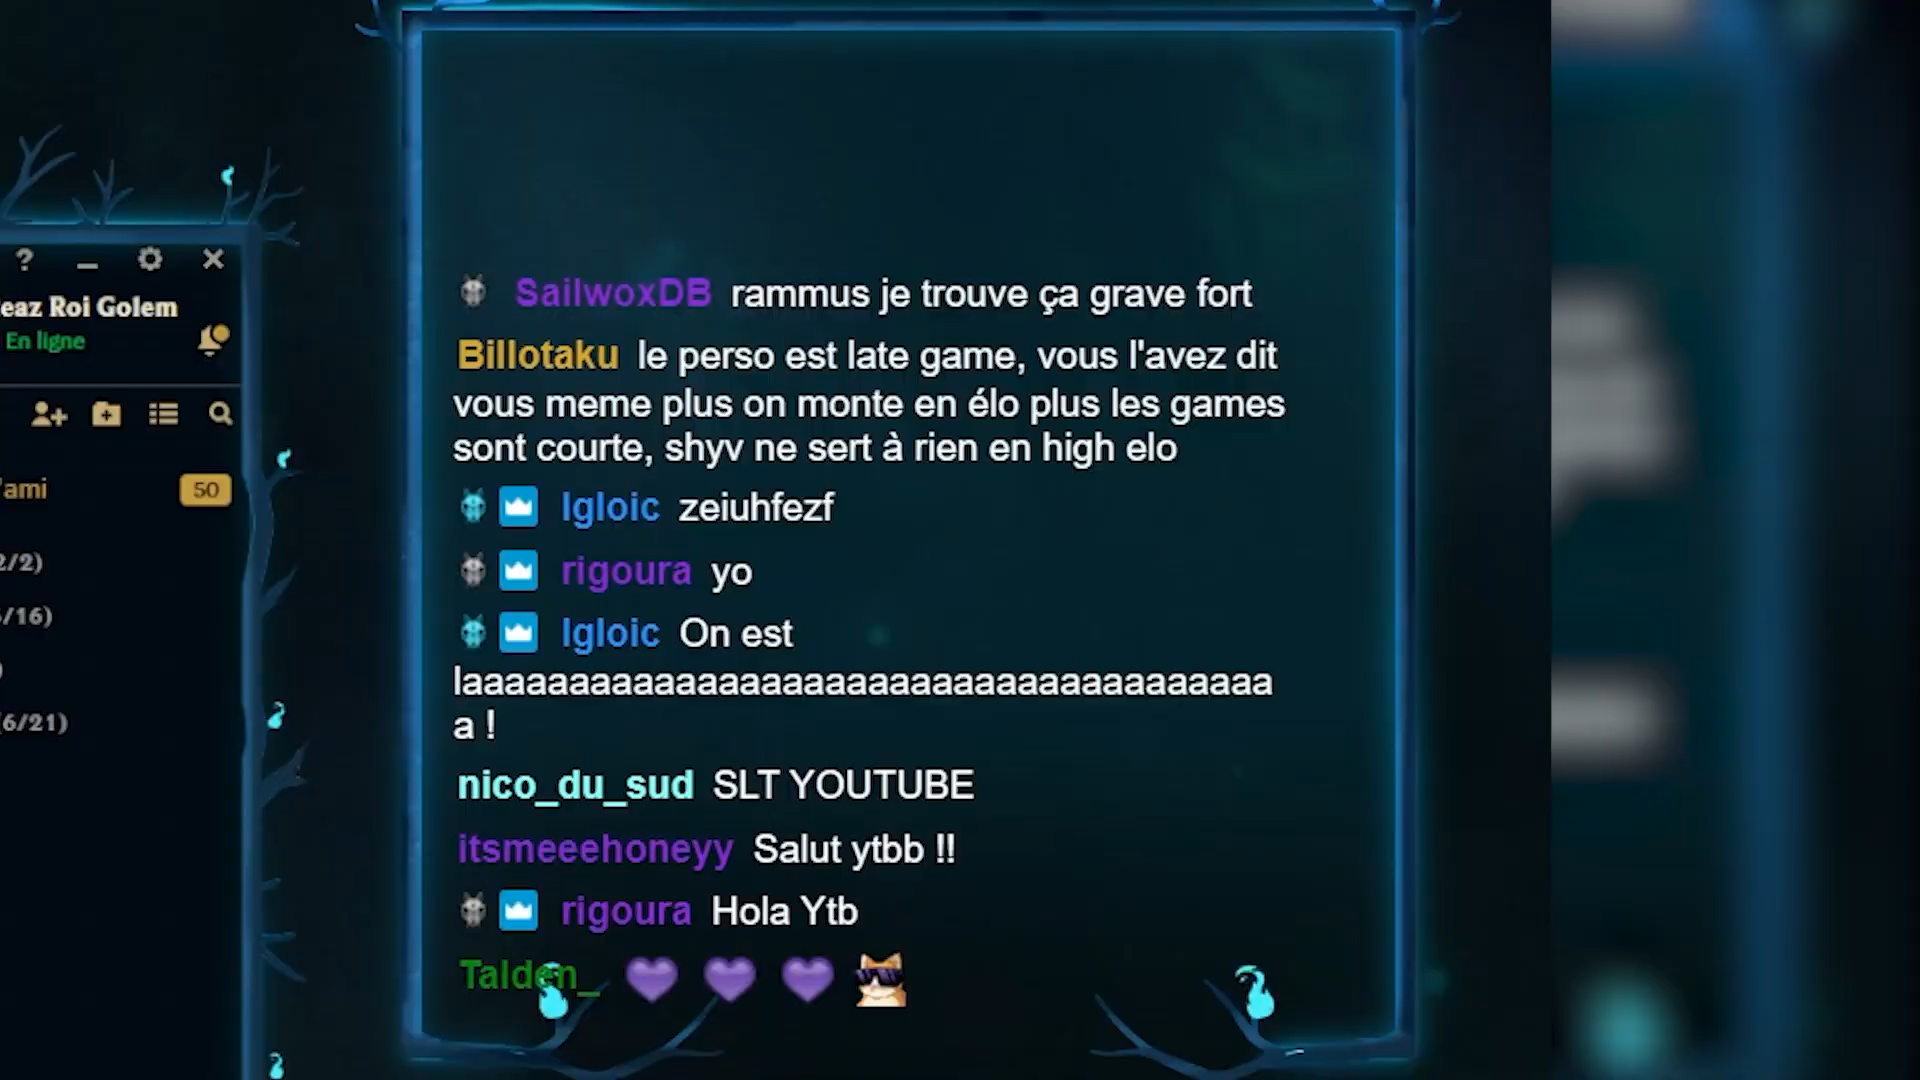 ?
eaz Roi Golem
En ligne
'ami
50
2/2)
/16)
)
6/21)
SailwoxDB rammus je trouve ça grave fort
Billotaku le perso est late game, vous l'avez dit
vous meme plus on monte en élo plus les games
sont courte, shyv ne sert à rien en high elo
Igloic zeiuhfezf
rigoura yo
Igloic On est
laaaaaaaaaaaaaaaaaaaaaaaaaaaaaaaaaaaaaa
a !
nico_du_sud SLT YOUTUBE
itsmeeehoneyy Salut ytbb !!
rigoura Hola Ytb
Talden_